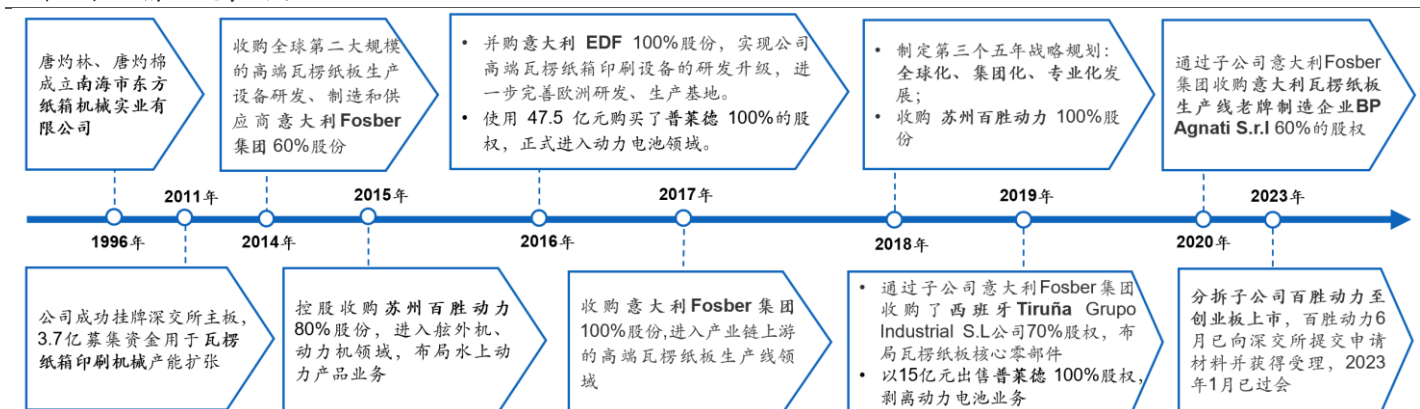 唐灼林、唐灼棉
成立南海市东方
纸箱机械实业有
限公司
收购全球第二大规模
的高端瓦楞纸板生产
设备研发、制造和供
应商意大利Fosber
集团 60%股份
• 并购意大利 EDF 100%股份，实现公司
高端瓦楞纸箱印刷设备的研发升级，进
一步完善欧洲研发、生产基地。
• 使用 47.5 亿元购买了普莱德 100%的股
权，正式进入动力电池领域。
• 制定第三个五年战略规划：
全球化、集团化、专业化发
展；
• 收购 苏州百胜动力 100%股
份
通过子公司意大利Fosber
集团收购意大利瓦楞纸板
生产线老牌制造企业BP
Agnati S.r.l 60%的股权
2011年
2015年
2017年
2019年
2023年
1996年
2014年
2016年
2018年
2020年
公司成功挂牌深交所主板，
3.7亿募集资金用于瓦楞
纸箱印刷机械产能扩张
控股收购 苏州百胜动力
80%股份，进入舷外机、
动力机领域，布局水上动
力产品业务
收购意大利Fosber集团
100%股份,进入产业链上游
的高端瓦楞纸板生产线领
域
• 通过子公司意大利Fosber集团
收购了西班牙Tiruña Grupo
Industrial S.L公司70%股权，布
局瓦楞纸板核心零部件
• 以15亿元出售普莱德 100%股权，
剥离动力电池业务
分拆子公司百胜动力至
创业板上市，百胜动力6
月已向深交所提交申请
材料并获得受理，2023
年1月已过会